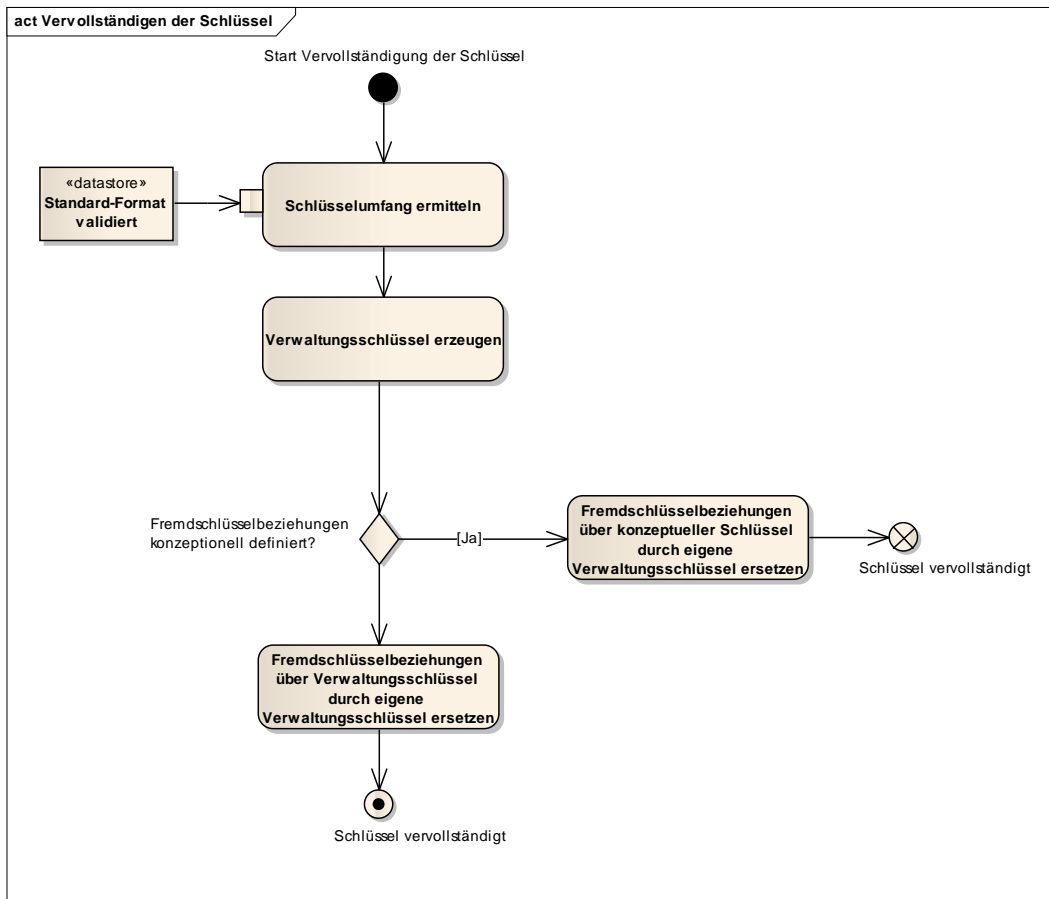 act Vervollständigen der Schlüssel
Start Vervollständigung der Schlüssel
«datastore»
Standard-Format
validiert
Schlüsselumfang ermitteln
Verwaltungsschlüssel erzeugen
Fremdschlüsselbeziehungen
konzeptionell definiert?
[Ja]
Fremdschlüsselbeziehungen
über konzeptueller Schlüssel
durch eigene
Verwaltungsschlüssel ersetzen
Schlüssel vervollständigt
Fremdschlüsselbeziehungen
über Verwaltungsschlüssel
durch eigene
Verwaltungsschlüssel ersetzen
Schlüssel vervollständigt